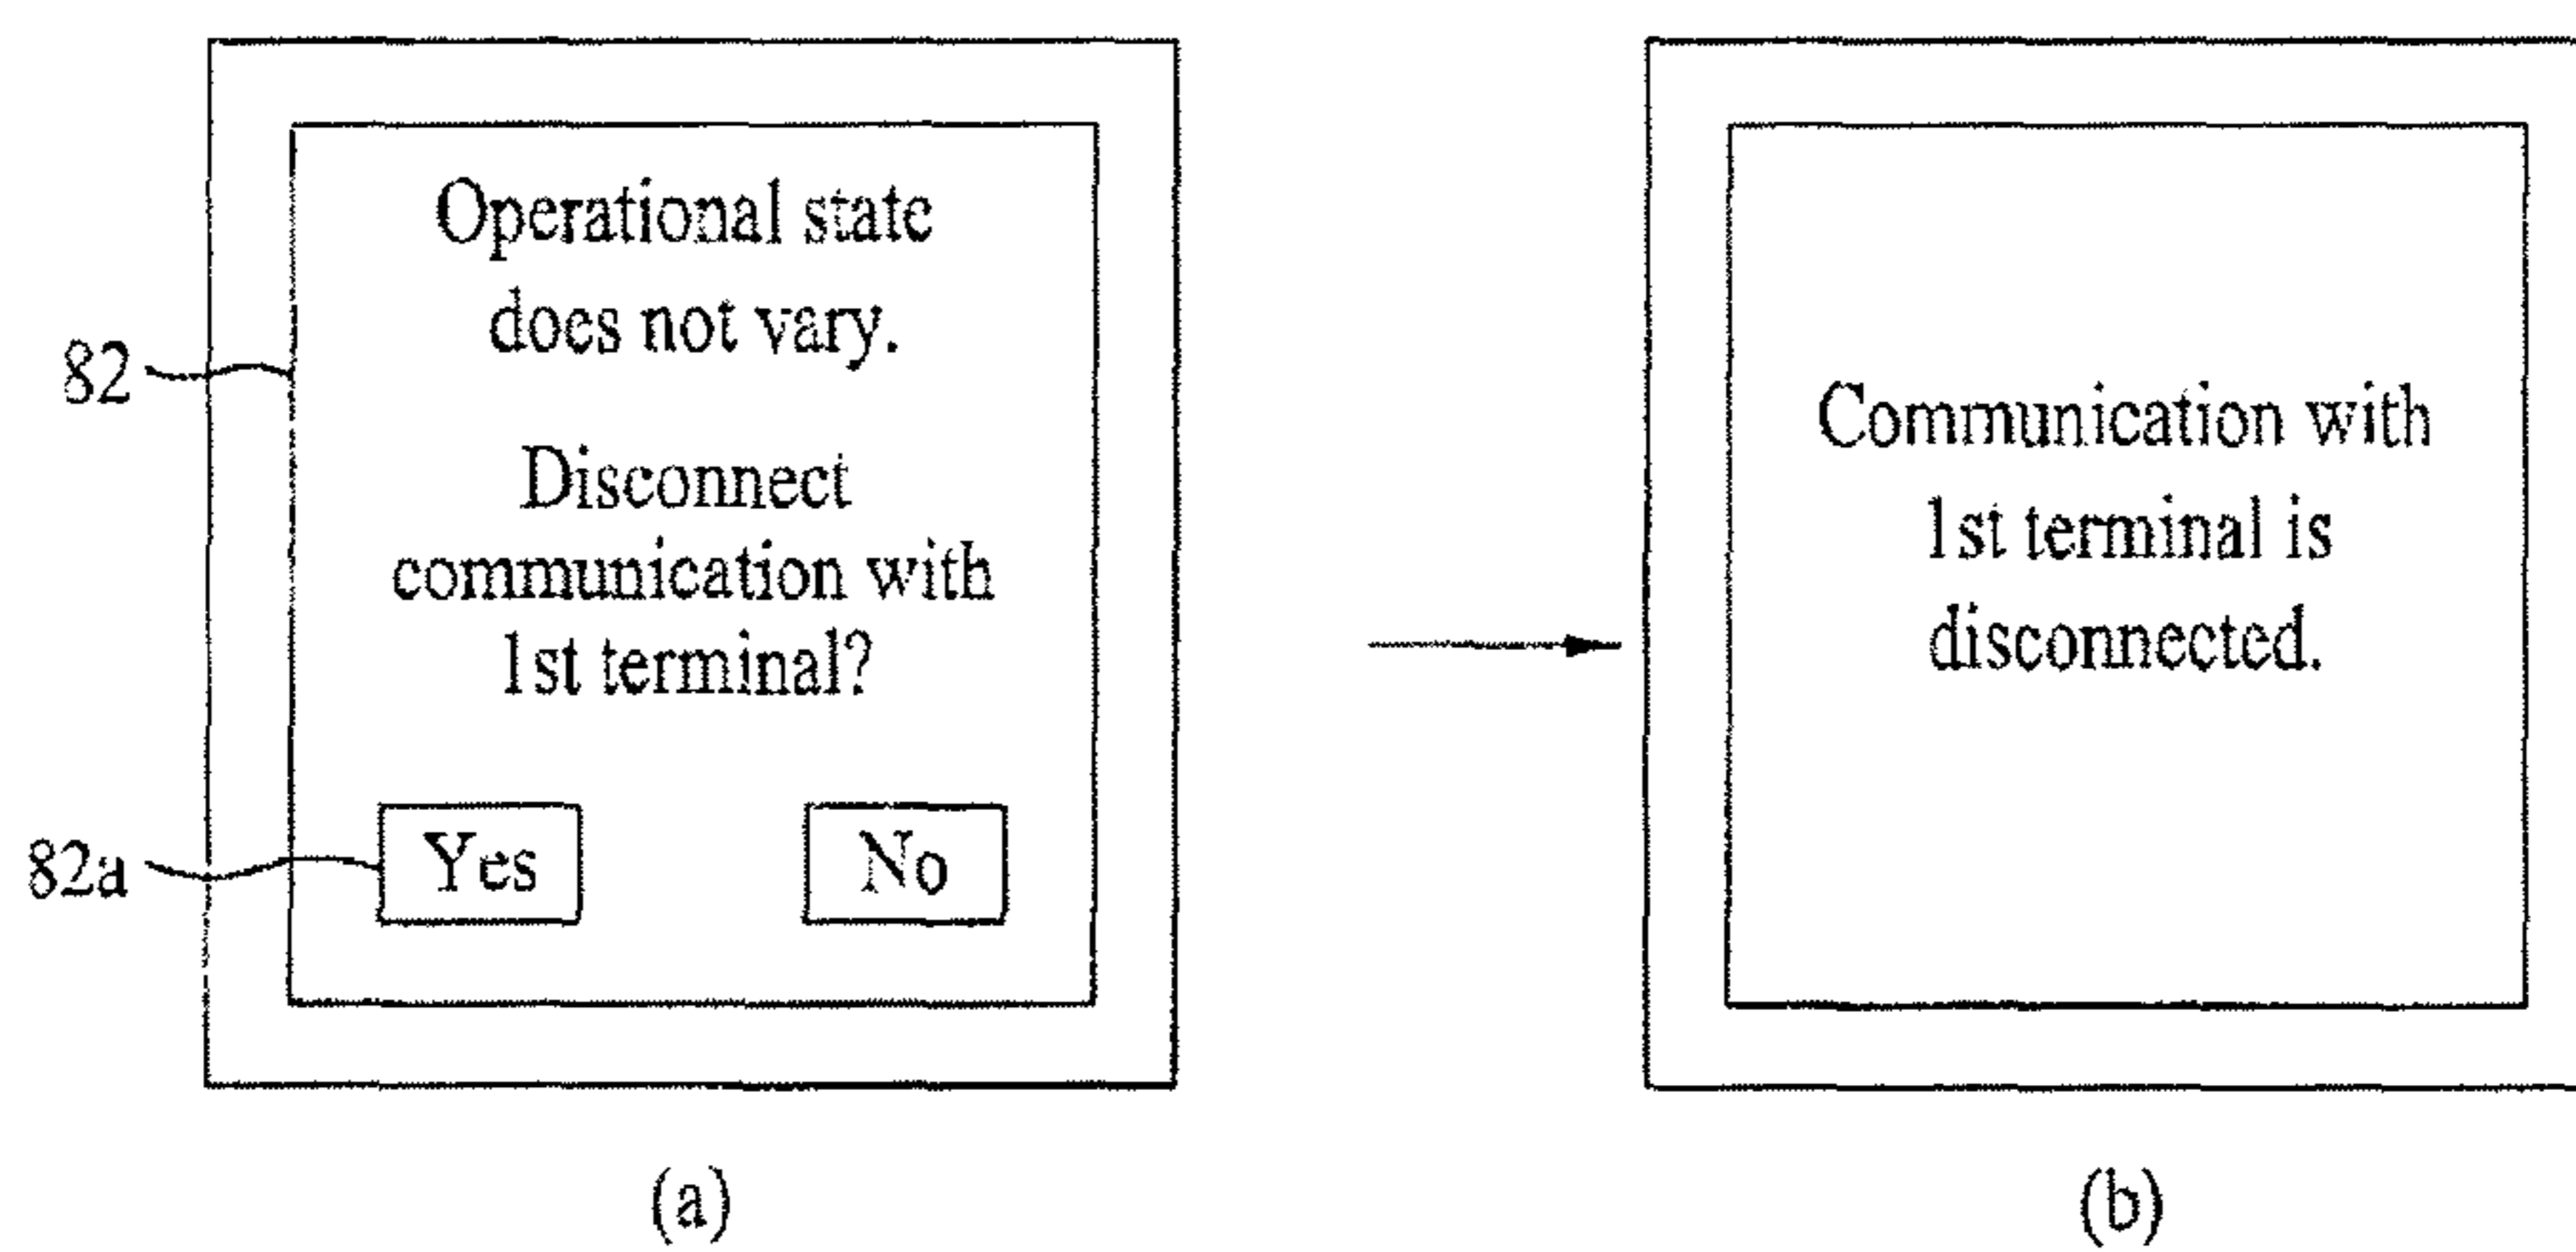 Operational state
does not vary.
Disconnect
communication with
1st terminal?
82
82a
Yes No
(a)
Communication with
1st terminal is
disconnected.
(b)